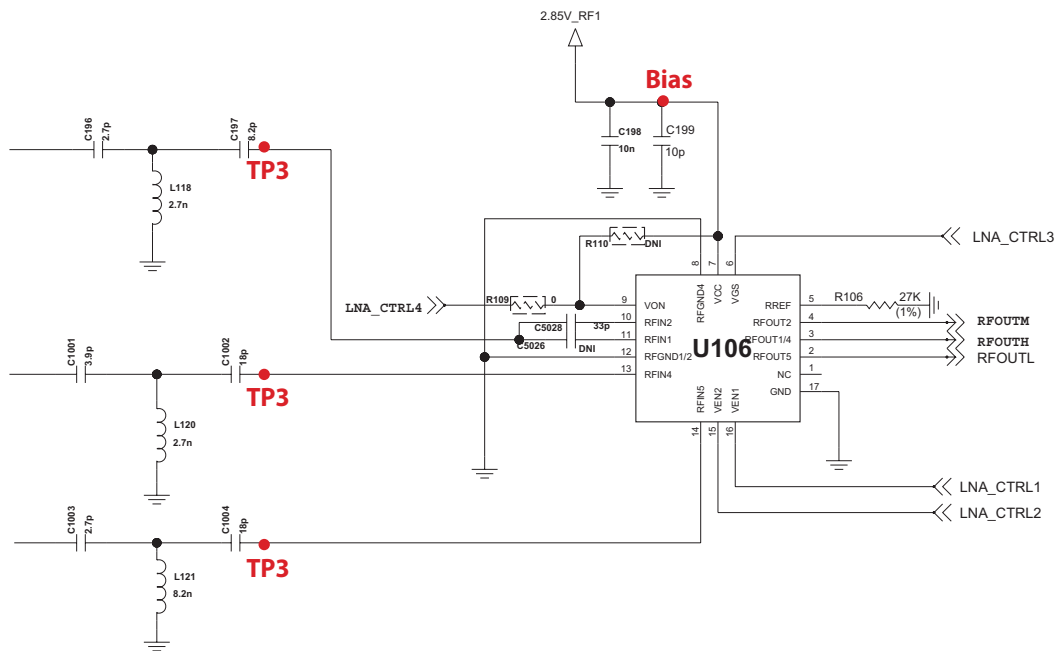 2.85V_RF1
Bias
C196
2.7p
C197
8.2p
TP3
C198
10n
C199
10p
L118
2.7n
R110
DNI
LNA_CTRL3
8
7
6
RFGND4
VCC
VGS
LNA_CTRL4
R109
0
9
VON
RREF
5
R106
27K
(1%)
C5028
33p
10
RFIN2
RFOUT2
4
RFOUTM
C5026
DNI
11
RFIN1
U106
RFOUT1/4
3
RFOUTH
12
RFGND1/2
RFOUT5
2
RFOUTL
13
RFIN4
NC
1
GND
17
RFIN5
VEN2
VEN1
14
15
16
C1001
3.9p
C1002
18p
TP3
L120
2.7n
LNA_CTRL1
LNA_CTRL2
C1003
2.7p
C1004
18p
TP3
L121
8.2n